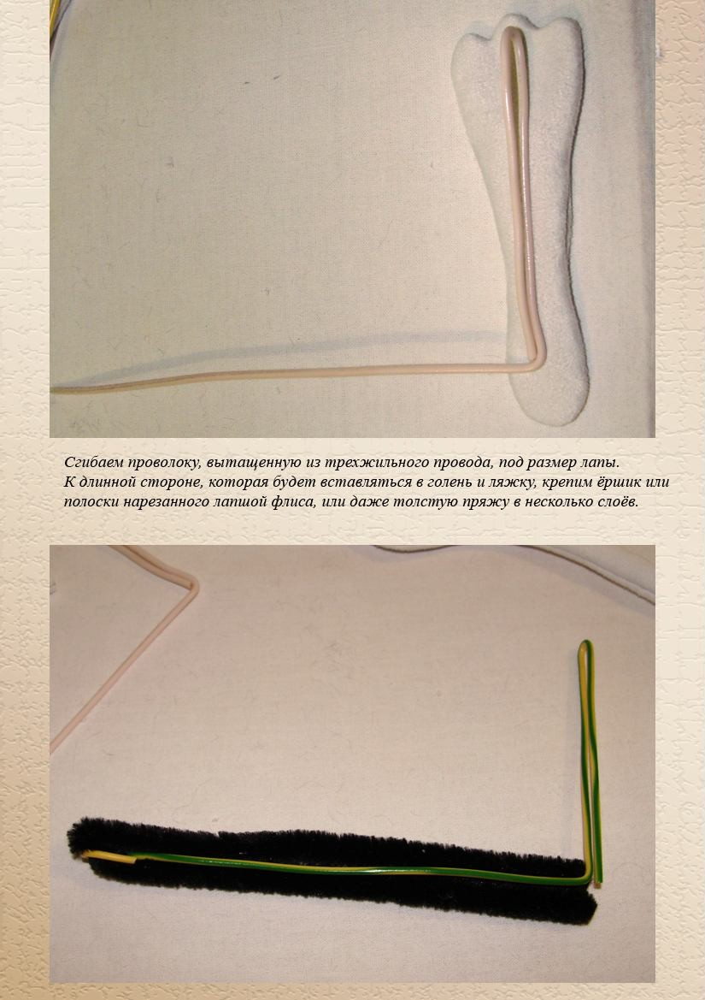 Сгибаем проволоку, вытащенную из трехжильного провода, под размер лапы.
К длинной стороне, которая будет вставляться в голень и ляжку, крепим ёршик или
полоски нарезанного лапшой флиса, или даже толстую пряжу в несколько слоёв.